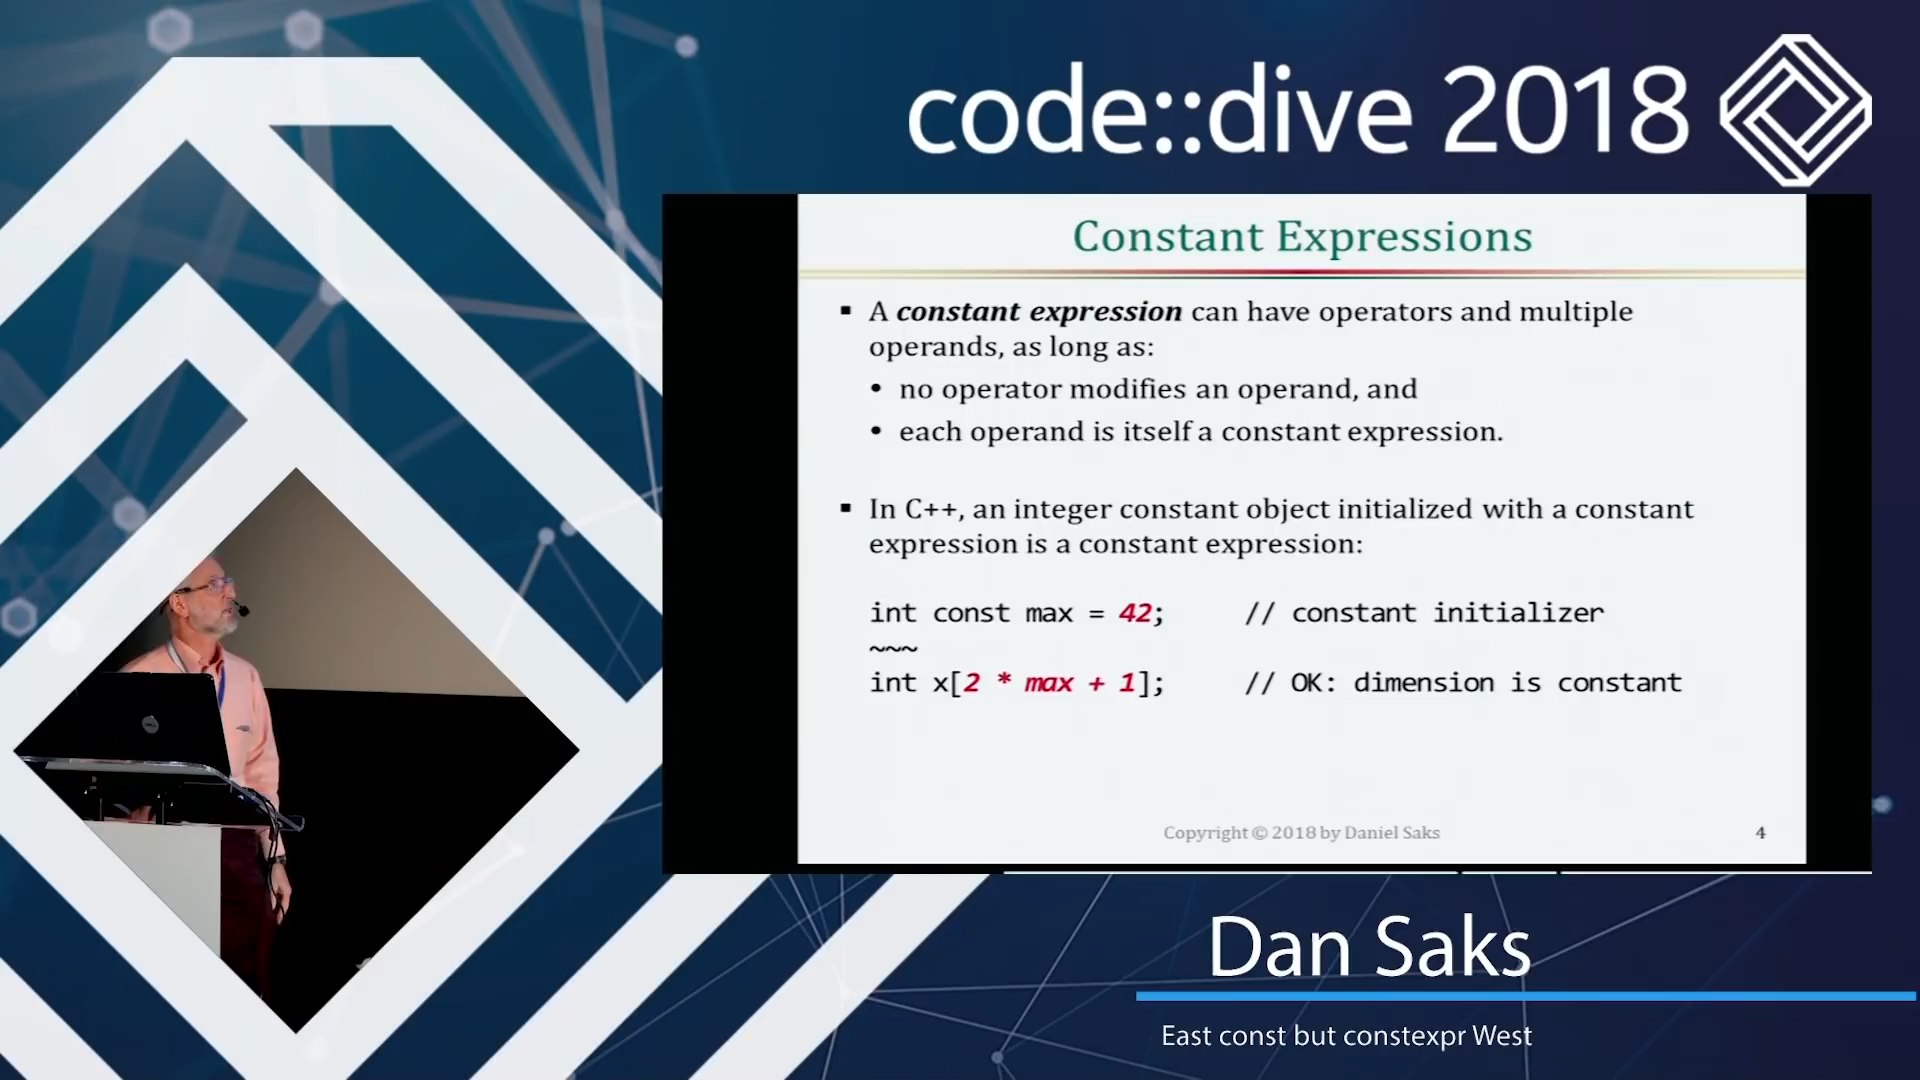 code::dive 2018
Constant Expressions
▪ A constant expression can have operators and multiple
operands, as long as:
• no operator modifies an operand, and
• each operand is itself a constant expression.
▪ In C++, an integer constant object initialized with a constant
expression is a constant expression:
int const max = 42; // constant initializer
~~~
int x[2 * max + 1]; // OK: dimension is constant
Copyright © 2018 by Daniel Saks 4
Dan Saks
East const but constexpr West